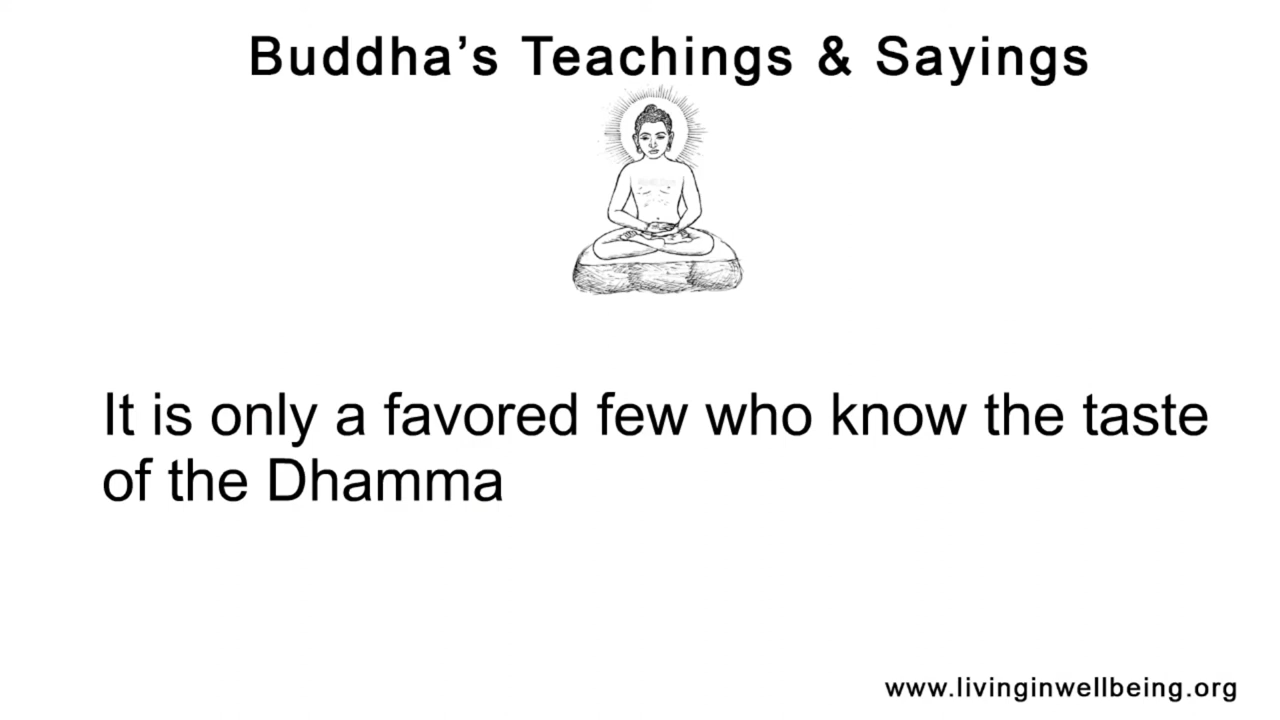 Buddha’s Teachings & Sayings
It is only a favored few who know the taste
of the Dhamma
www.livinginwellbeing.org